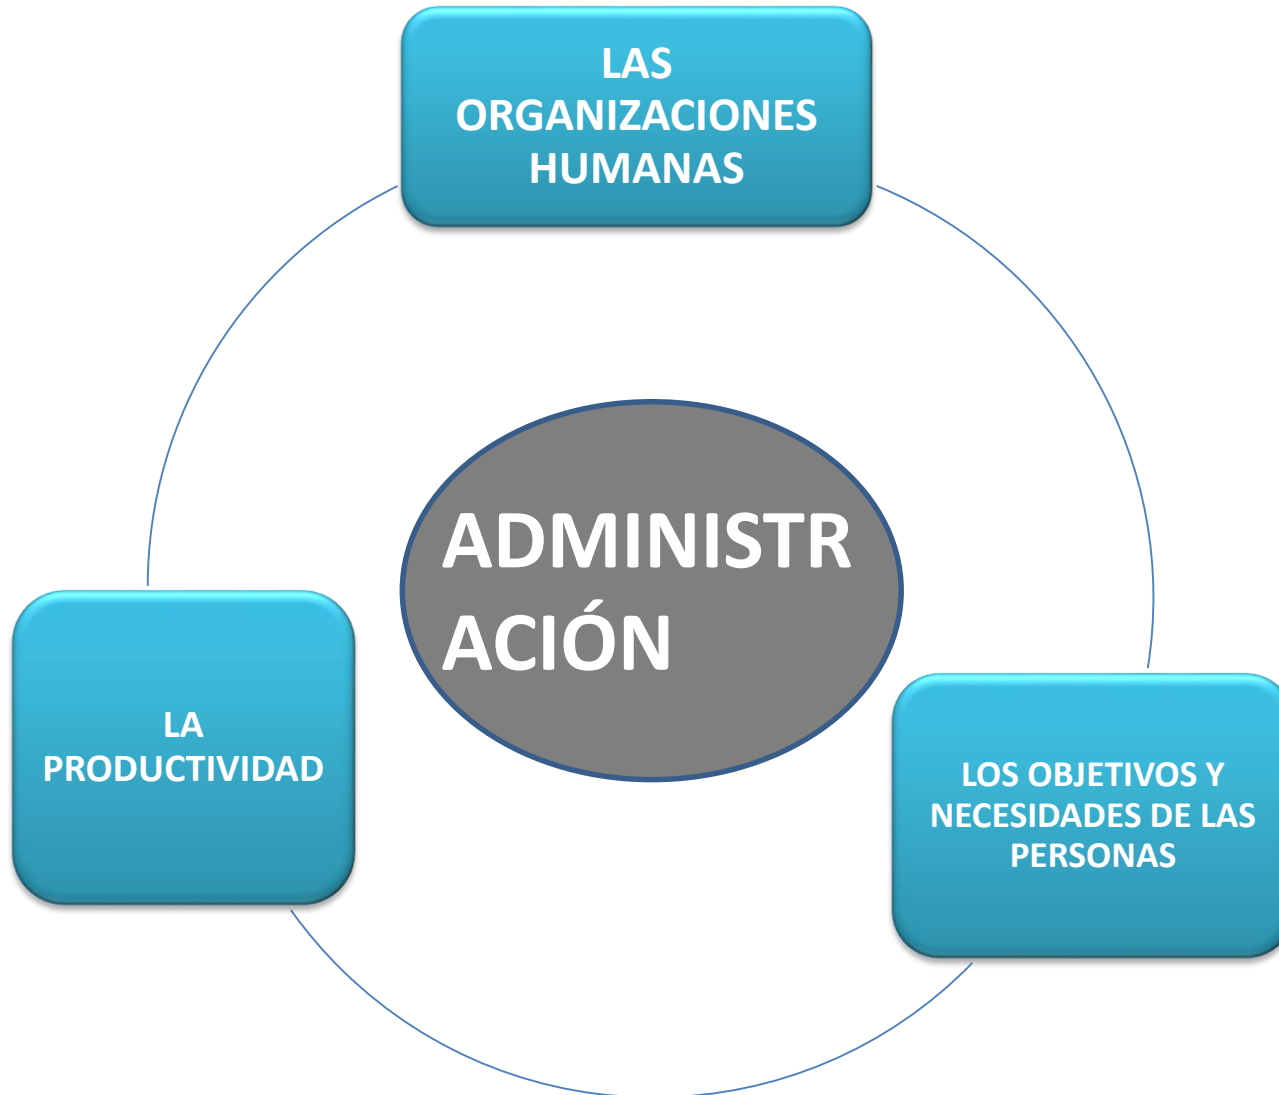 LAS
ORGANIZACIONES
HUMANAS
ADMINISTR
ACIÓN
LA
PRODUCTIVIDAD
LOS OBJETIVOS Y
NECESIDADES DE LAS
PERSONAS